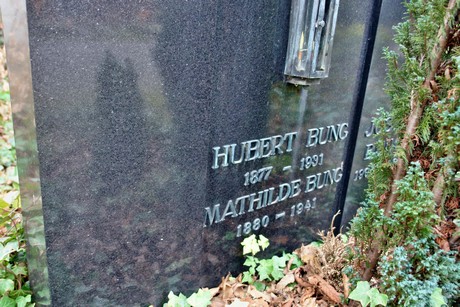 HUBERT BUNG
1877 – 1931
MATHILDE BUNG
1880 – 1941